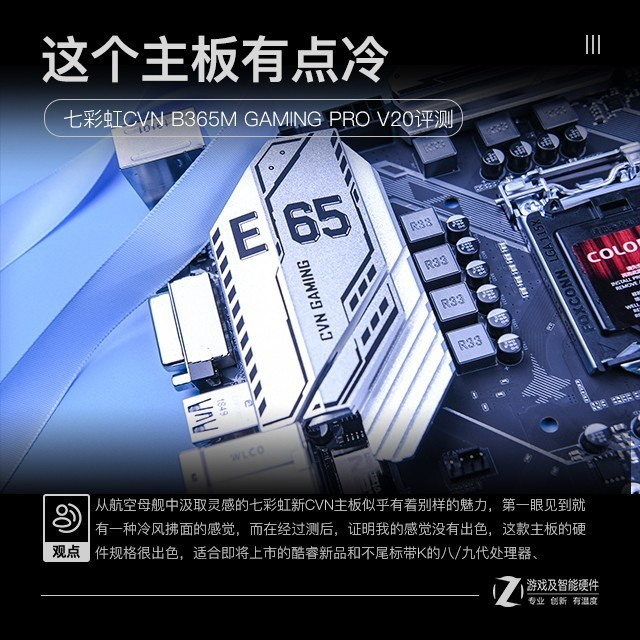 这个主板有点冷
七彩虹CVN B365M GAMING PRO V20评测
E 65
CVN GAMING
R33
R33
R33
R33
FOXCONN LGA115
COLO
1849
WLCO
从航空母舰中汲取灵感的七彩虹新CVN主板似乎有着别样的魅力，第一眼见到就
有一种冷风拂面的感觉，而在经过测后，证明我的感觉没有出色，这款主板的硬
件规格很出色，适合即将上市的酷睿新品和不尾标带K的八/九代处理器、
观点
Z 游戏及智能硬件
专业 创新 有温度